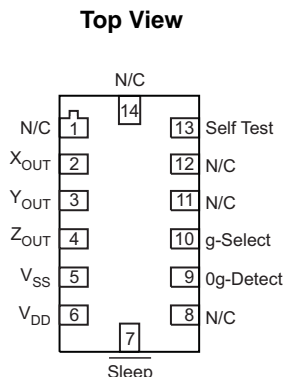 Top View
N/C
14
N/C 1 13 Self Test
XOUT 2 12 N/C
YOUT 3 11 N/C
ZOUT 4 10 g-Select
VSS 5 9 0g-Detect
VDD 6 8 N/C
7
Sleep